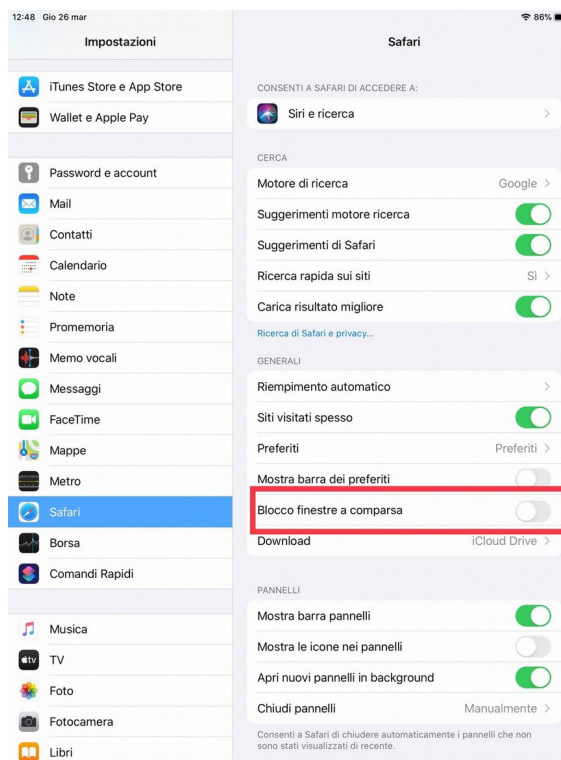 12:48 Gio 26 mar
86%
Impostazioni
iTunes Store e App Store
Wallet e Apple Pay
Password e account
Mail
Contatti
Calendario
Note
Promemoria
Memo vocali
Messaggi
FaceTime
Mappe
Metro
Safari
Borsa
Comandi Rapidi
Musica
tv
TV
Foto
Fotocamera
Libri
Safari
CONSENTI A SAFARI DI ACCEDERE A:
Siri e ricerca
CERCA
Motore di ricerca Google
Suggerimenti motore ricerca
Suggerimenti di Safari
Ricerca rapida sui siti Sì
Carica risultato migliore
Ricerca di Safari e privacy...
GENERALI
Riempimento automatico
Siti visitati spesso
Preferiti Preferiti
Mostra barra dei preferiti
Blocco finestre a comparsa
Download iCloud Drive
PANNELLI
Mostra barra pannelli
Mostra le icone nei pannelli
Apri nuovi pannelli in background
Chiudi pannelli Manualmente
Consenti a Safari di chiudere automaticamente i pannelli che non
sono stati visualizzati di recente.